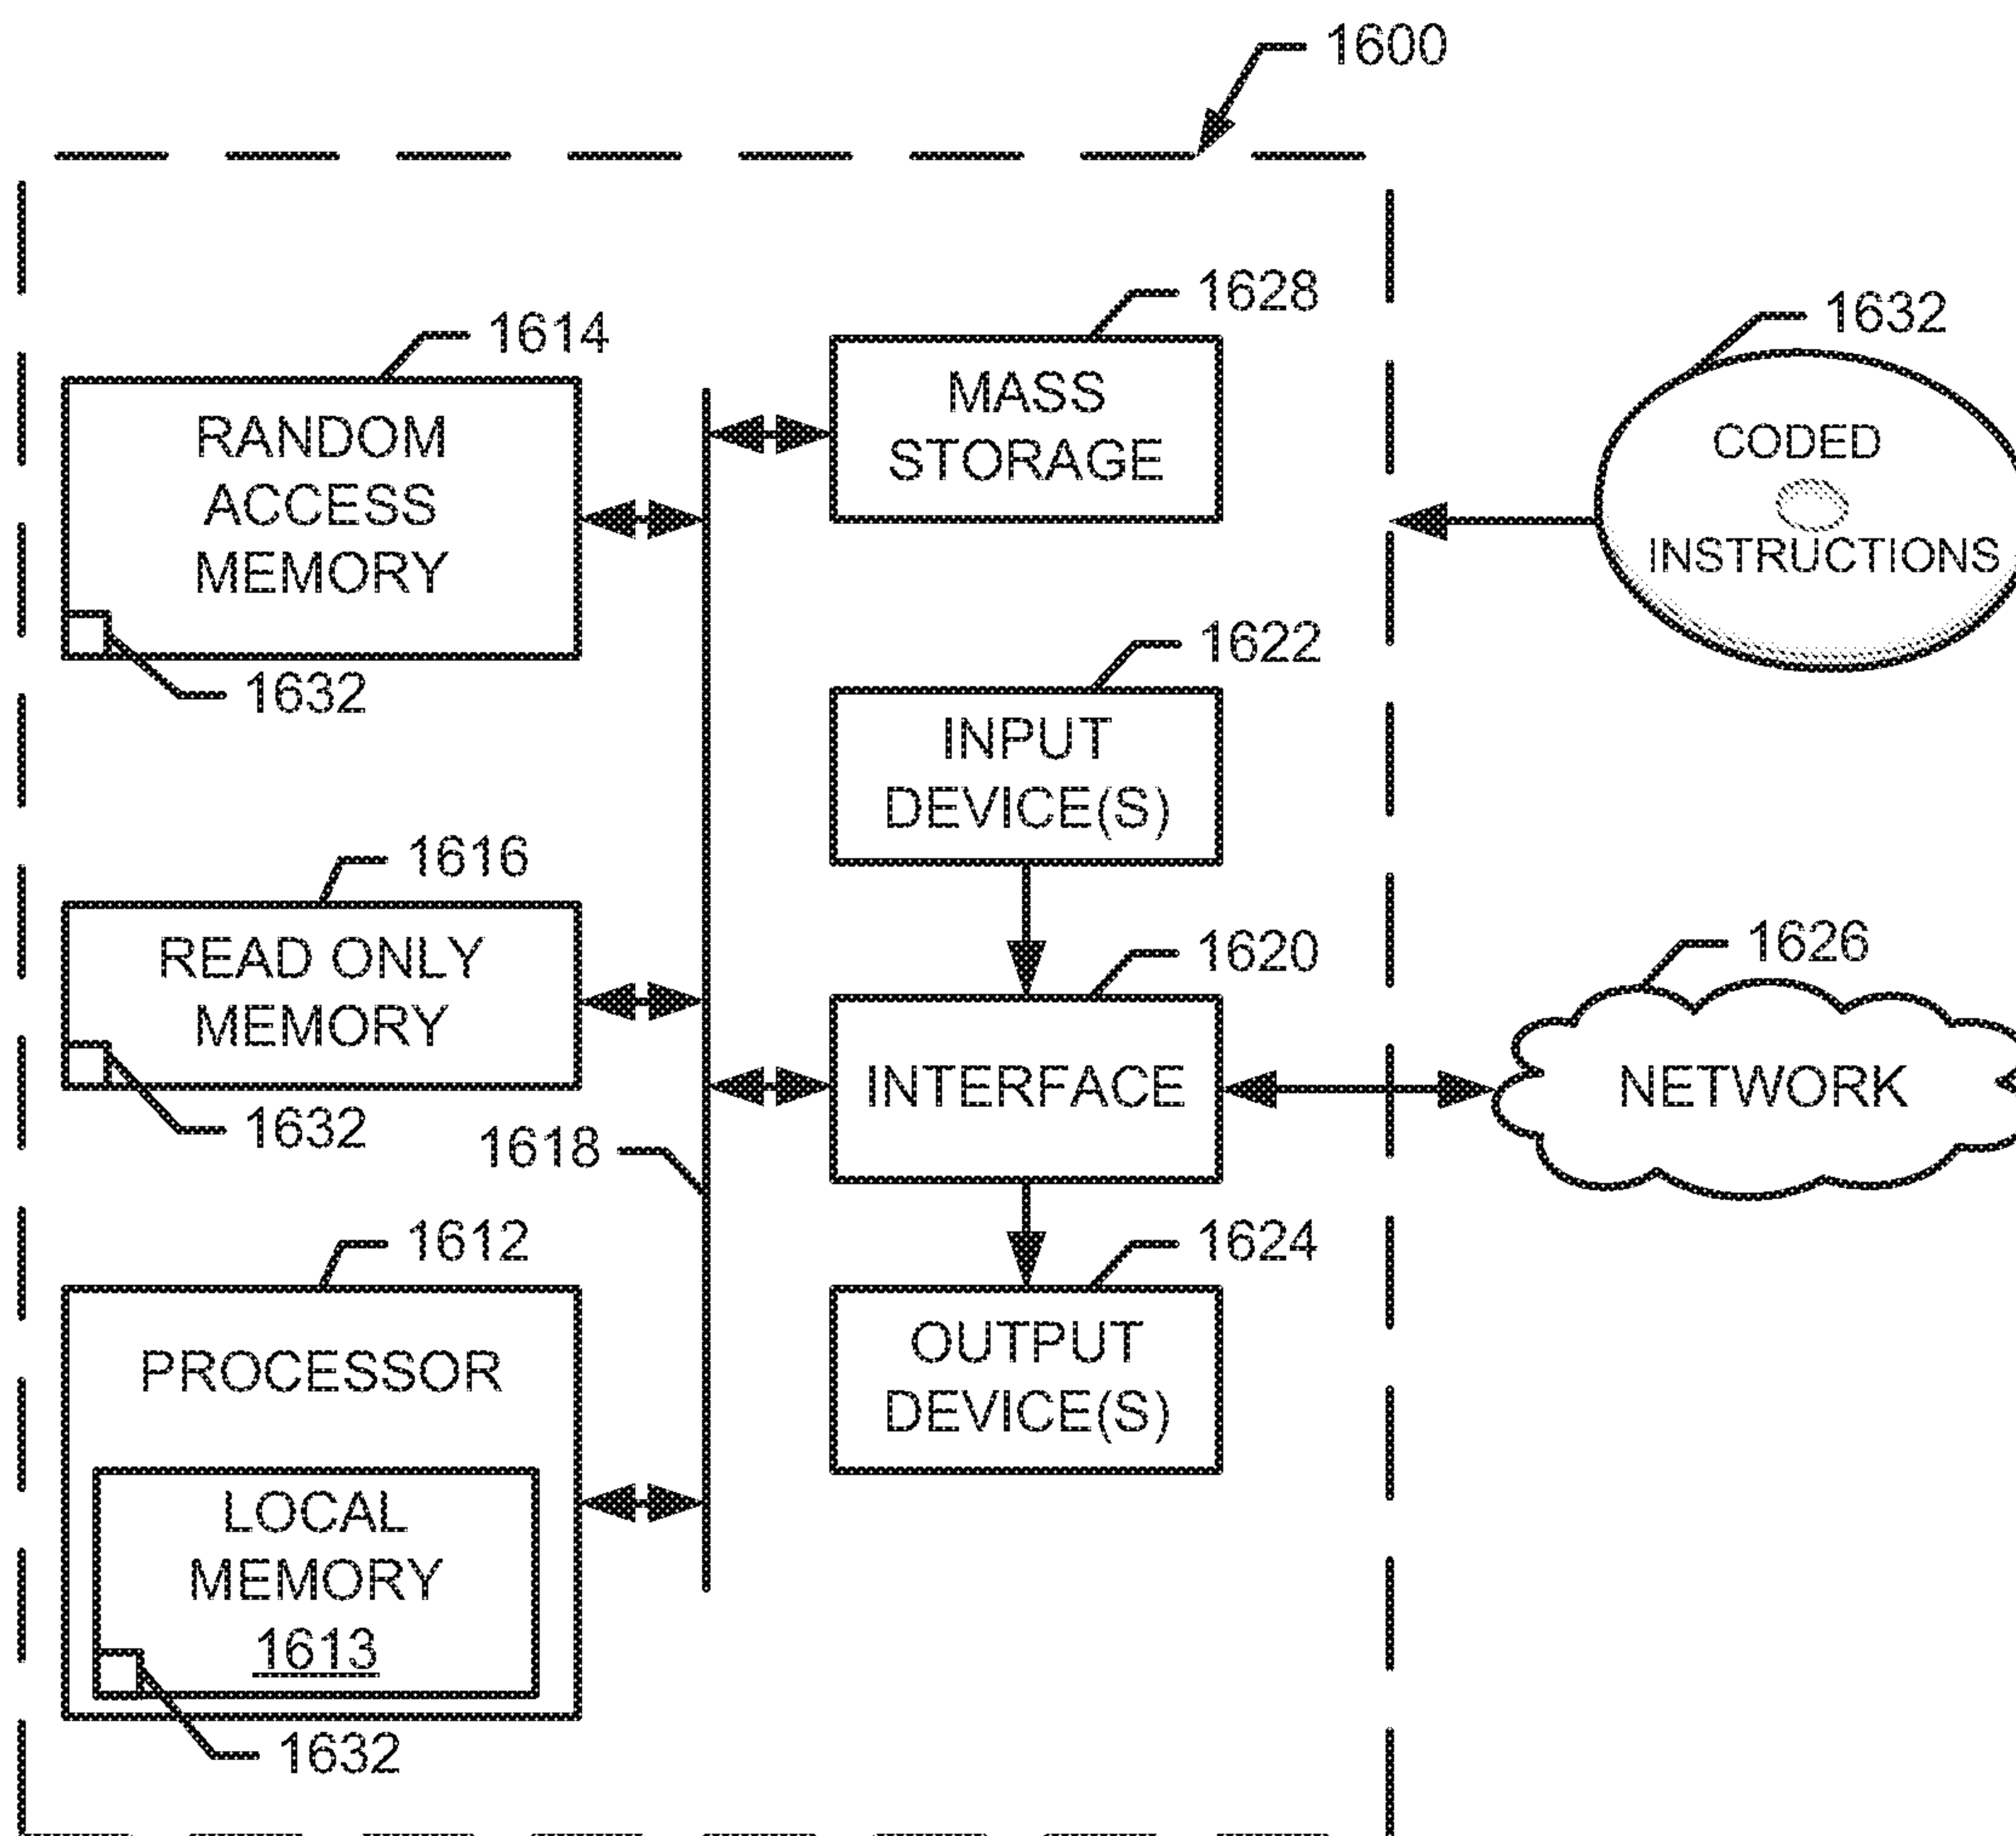 1600
1614
RANDOM
ACCESS
MEMORY
1632
1628
MASS
STORAGE
1632
CODED
INSTRUCTIONS
1622
INPUT
DEVICE(S)
1616
READ ONLY
MEMORY
1632
1618
1620
INTERFACE
1626
NETWORK
1612
PROCESSOR
LOCAL
MEMORY
1613
1632
1624
OUTPUT
DEVICE(S)